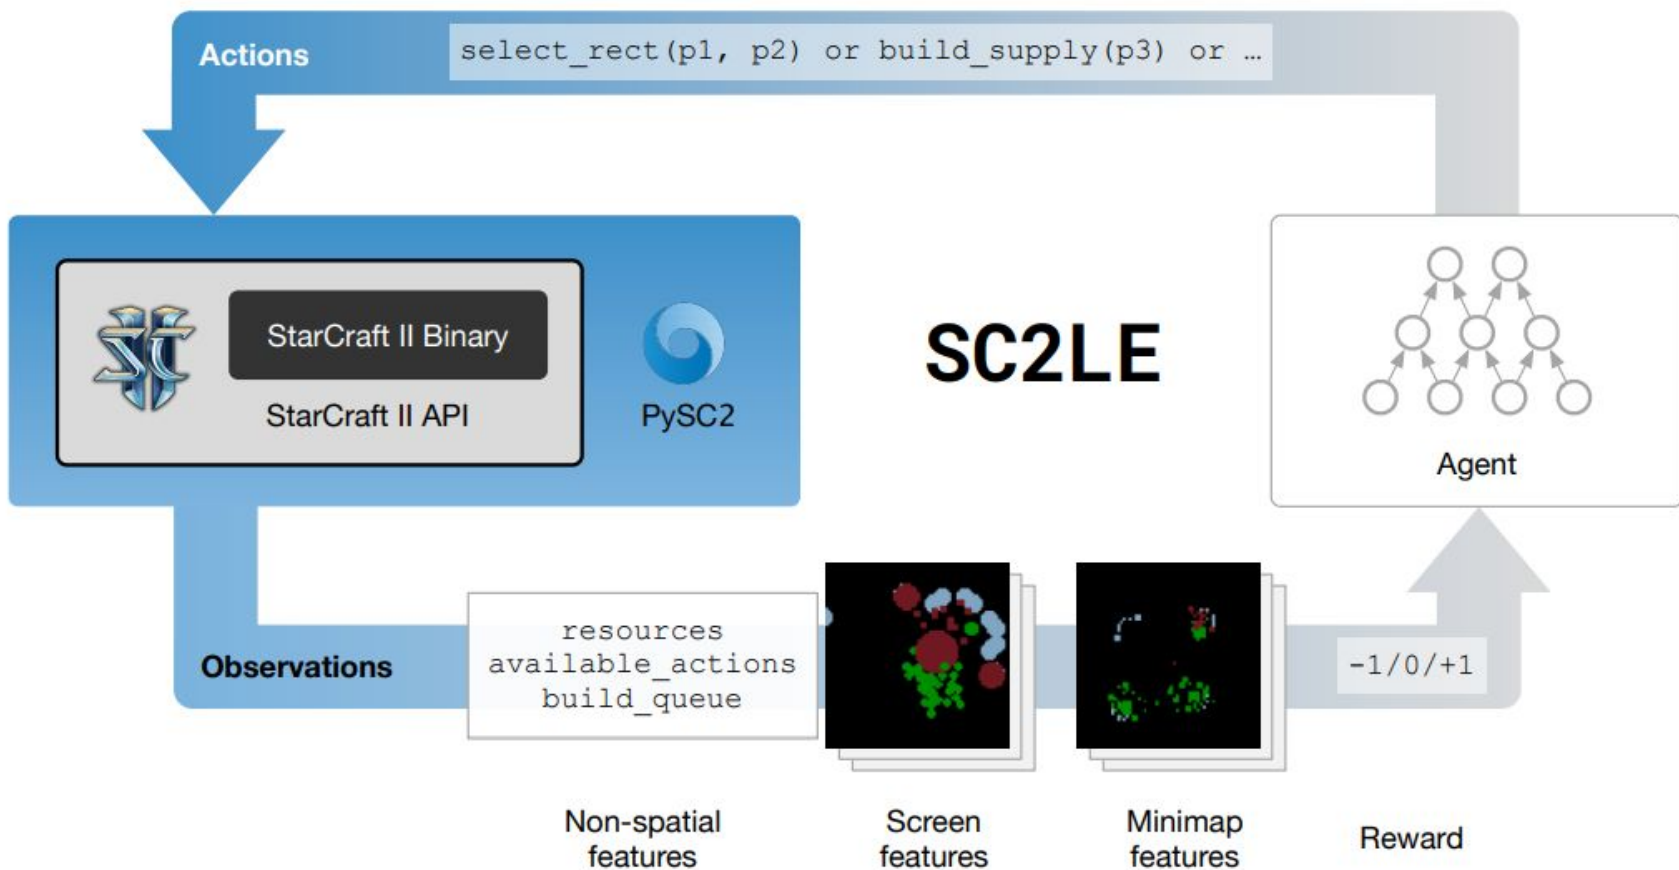 Actions
select_rect(p1, p2) or build_supply(p3) or …
SC
StarCraft II Binary
StarCraft II API
PySC2
SC2LE
Agent
Observations
resources
available_actions
build_queue
-1/0/+1
Non-spatial
features
Screen
features
Minimap
features
Reward